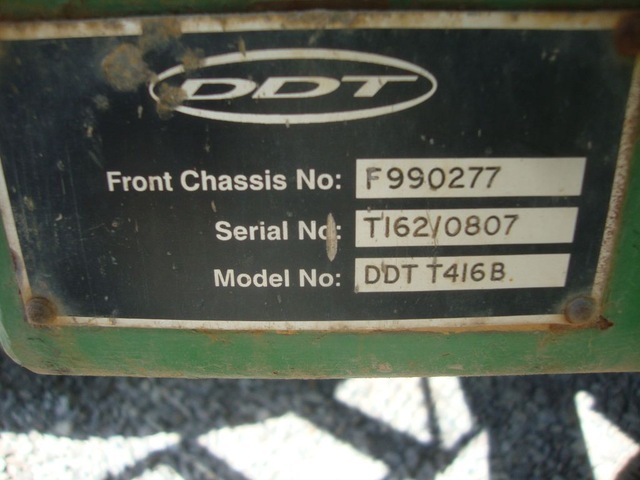 DDT
Front Chassis No: F990277
Serial No: T162/0807
Model No: DDT T416B